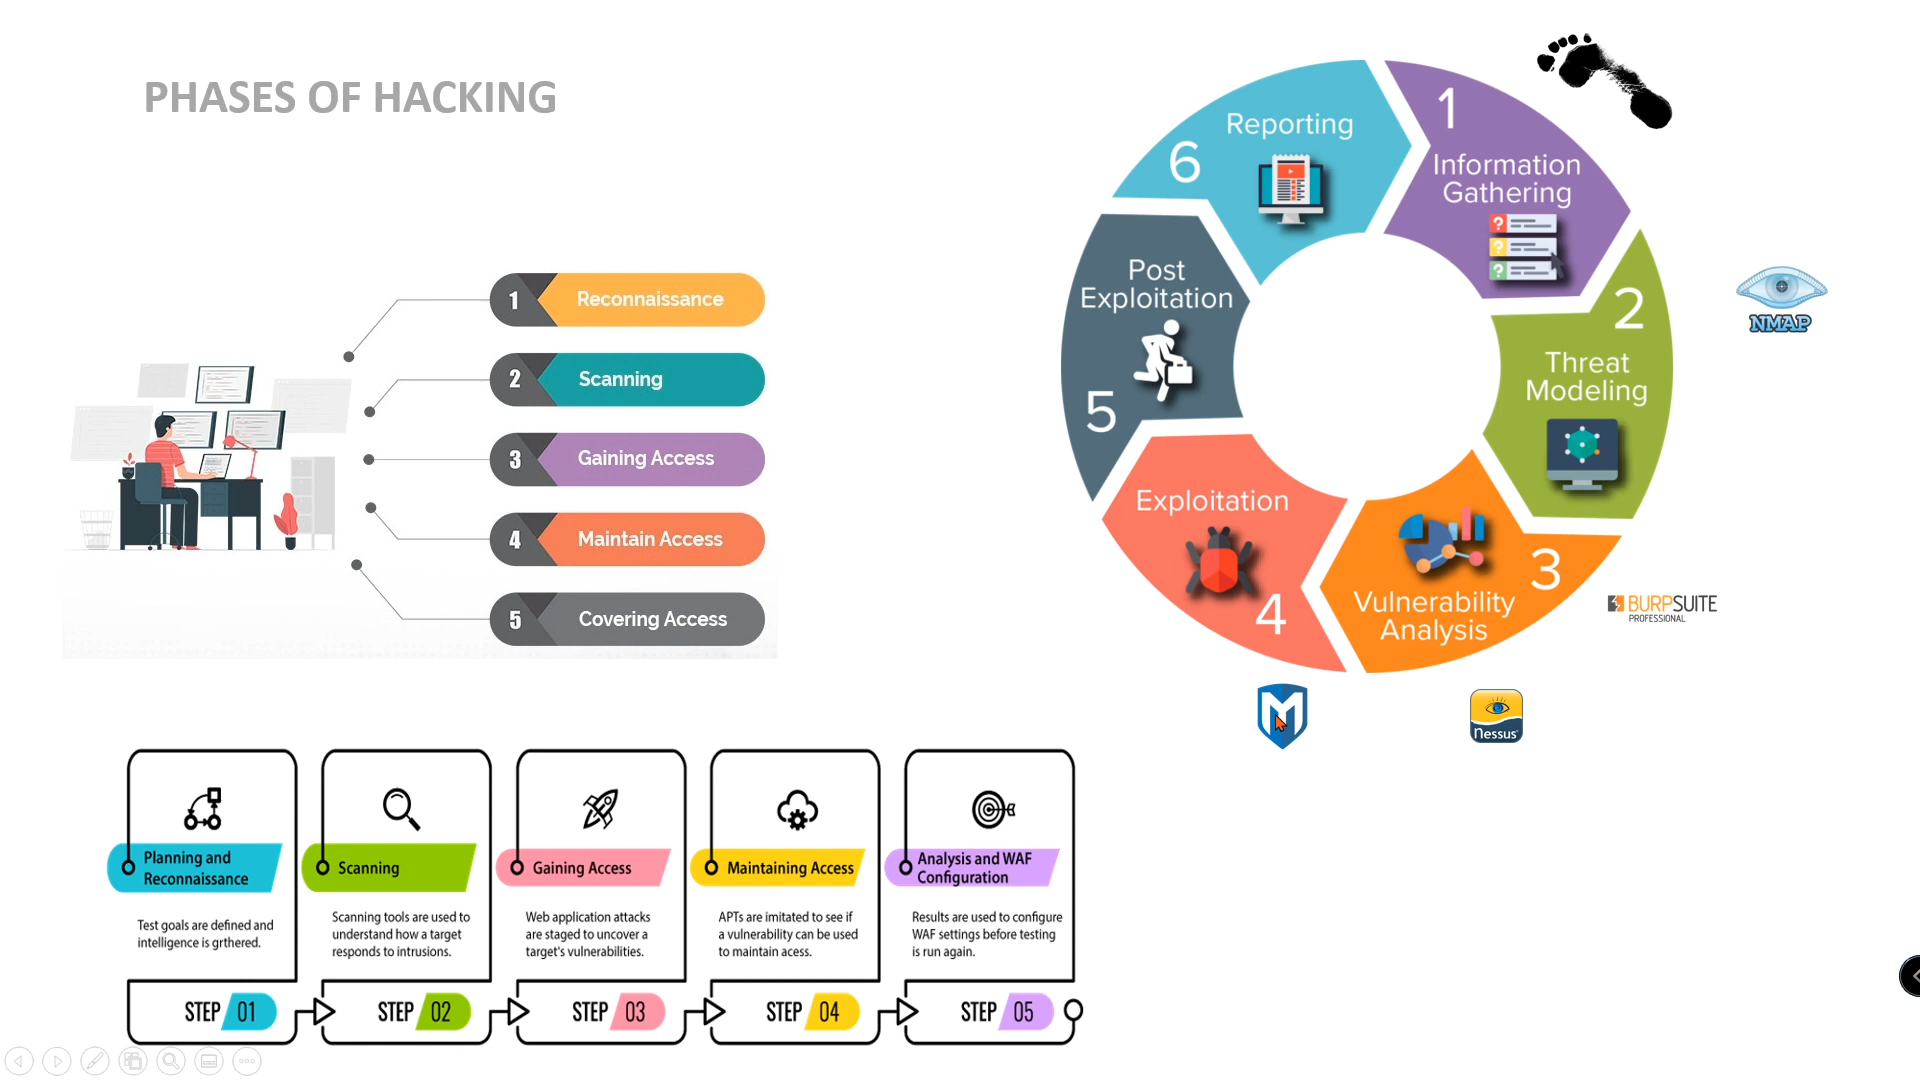 PHASES OF HACKING
1 Reconnaissance
2 Scanning
3 Gaining Access
4 Maintain Access
5 Covering Access
1
Information
Gathering
2
Threat
Modeling
3
Vulnerability
Analysis
Exploitation
4
Post
Exploitation
5
Reporting
6
NMAP
BURPSUITE
PROFESSIONAL
M
nessus
Planning and
Reconnaissance
Test goals are defined and
intelligence is grthered.
STEP 01
Scanning
Scanning tools are used to
understand how a target
responds to intrusions.
STEP 02
Gaining Access
Web application attacks
are staged to uncover a
target's vulnerabilities.
STEP 03
Maintaining Access
APTs are imitated to see if
a vulnerability can be used
to maintain acess.
STEP 04
Analysis and WAF
Configuration
Results are used to configure
WAF settings before testing
is run again.
STEP 05